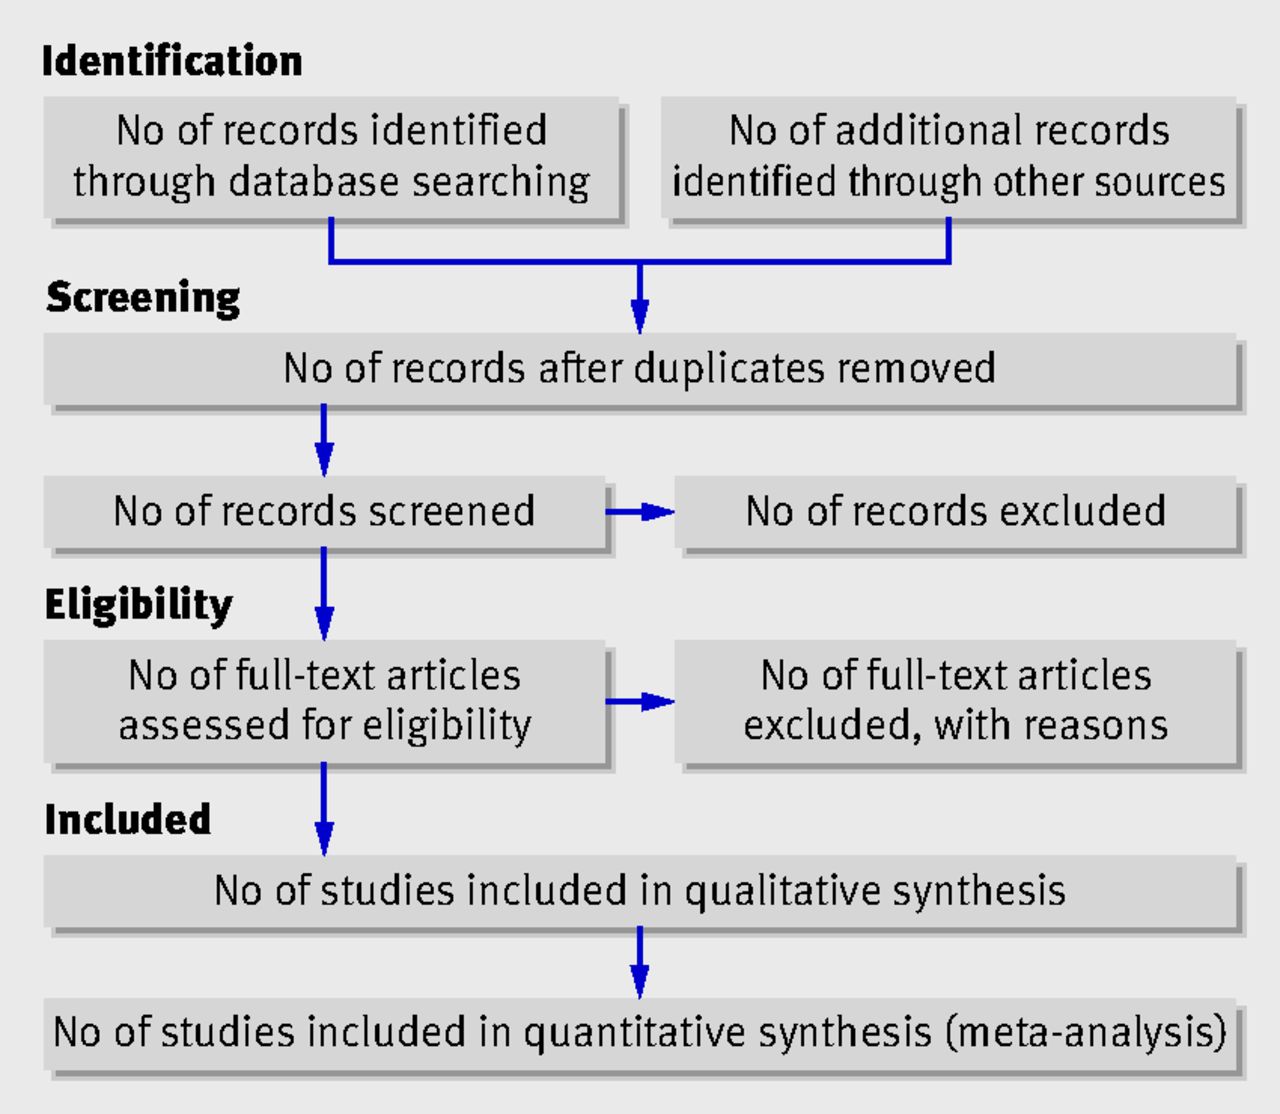 Identification
No of records identified
through database searching
No of additional records
identified through other sources
Screening
No of records after duplicates removed
No of records screened
No of records excluded
Eligibility
No of full-text articles
assessed for eligibility
No of full-text articles
excluded, with reasons
Included
No of studies included in qualitative synthesis
No of studies included in quantitative synthesis (meta-analysis)